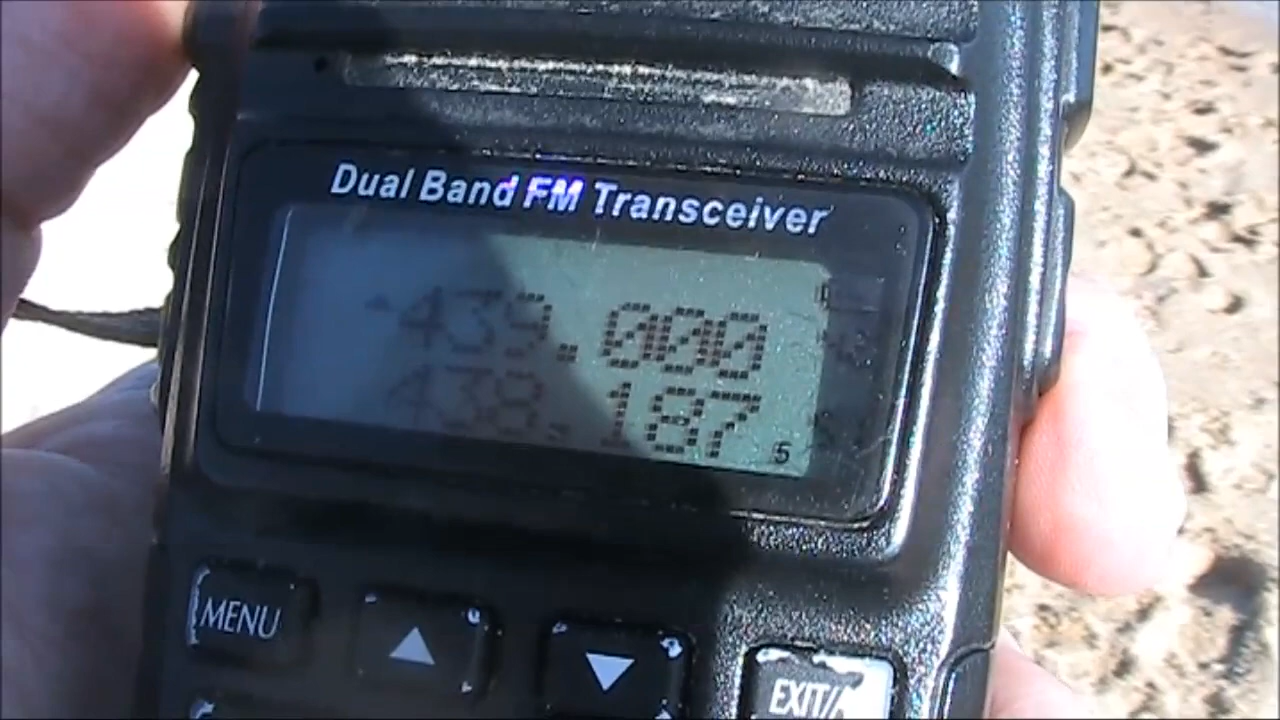 Dual Band FM Transceiver
439.000
438.187 5
MENU
EXIT/A